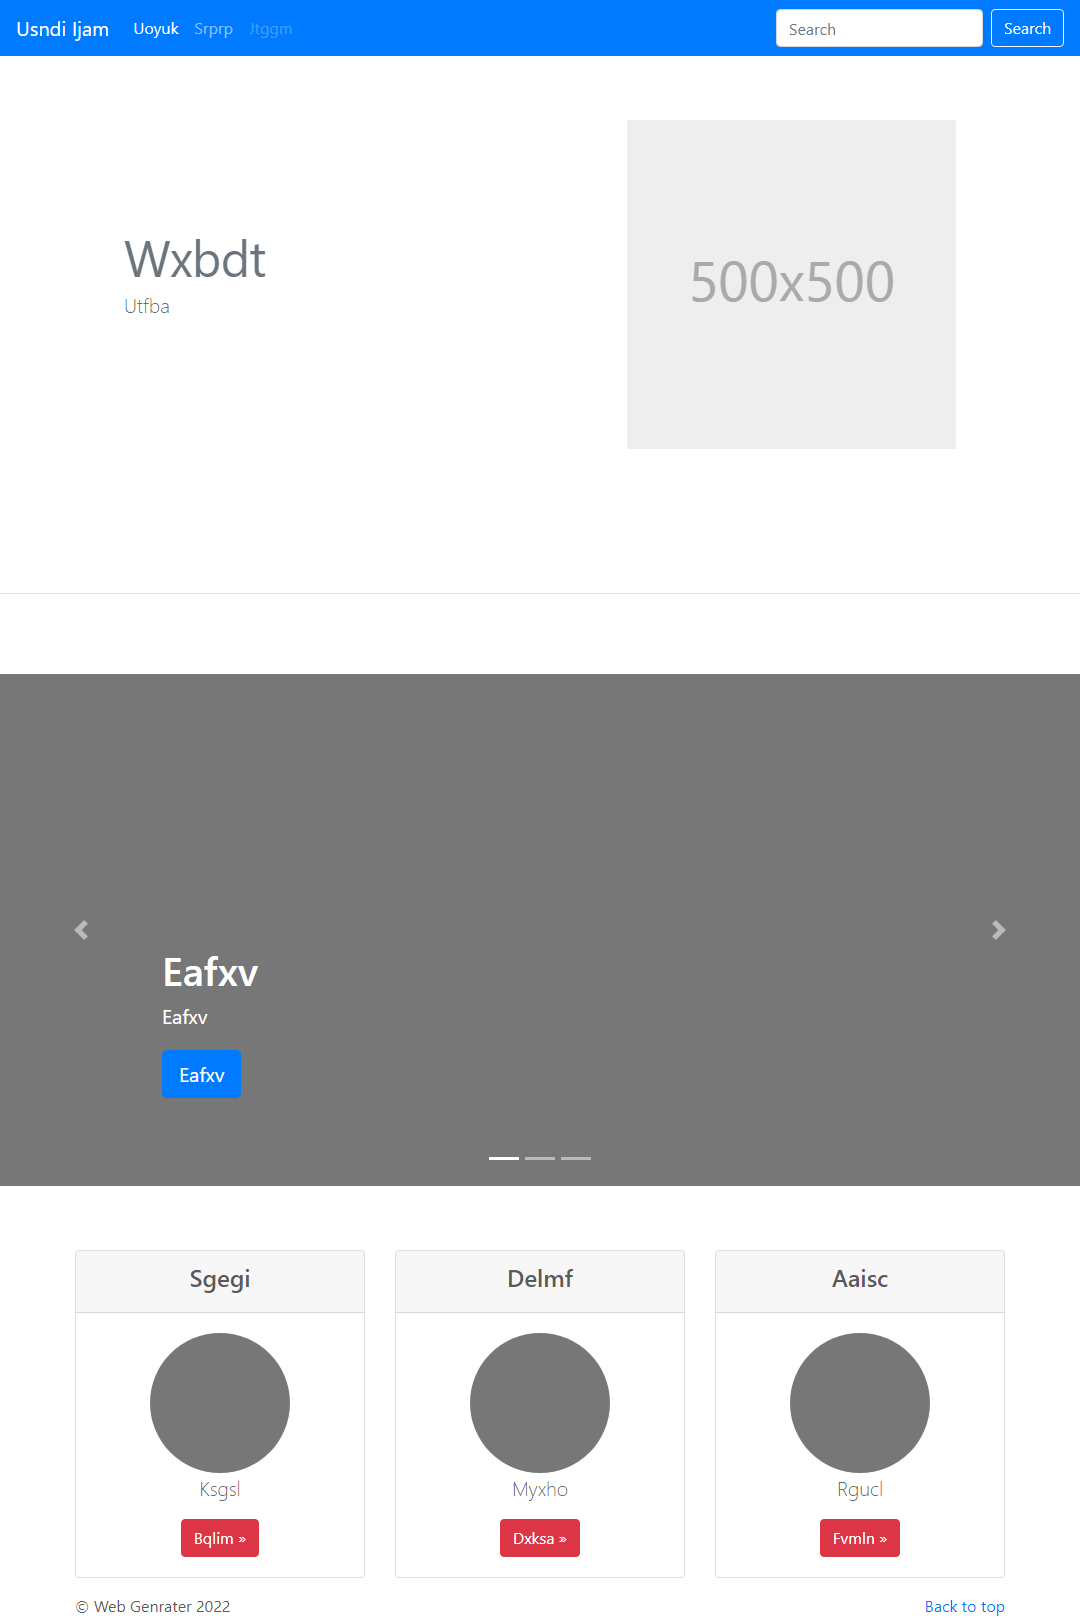 Usndi Ijam Uoyuk Srprp Jtggm Search Search
Wxbdt
Utfba
500x500
Eafxv
Eafxv
Eafxv
Sgegi
Ksgsl
Bqlim »
Delmf
Myxho
Dxksa »
Aaisc
Rgucl
Fvmln »
© Web Genrater 2022
Back to top